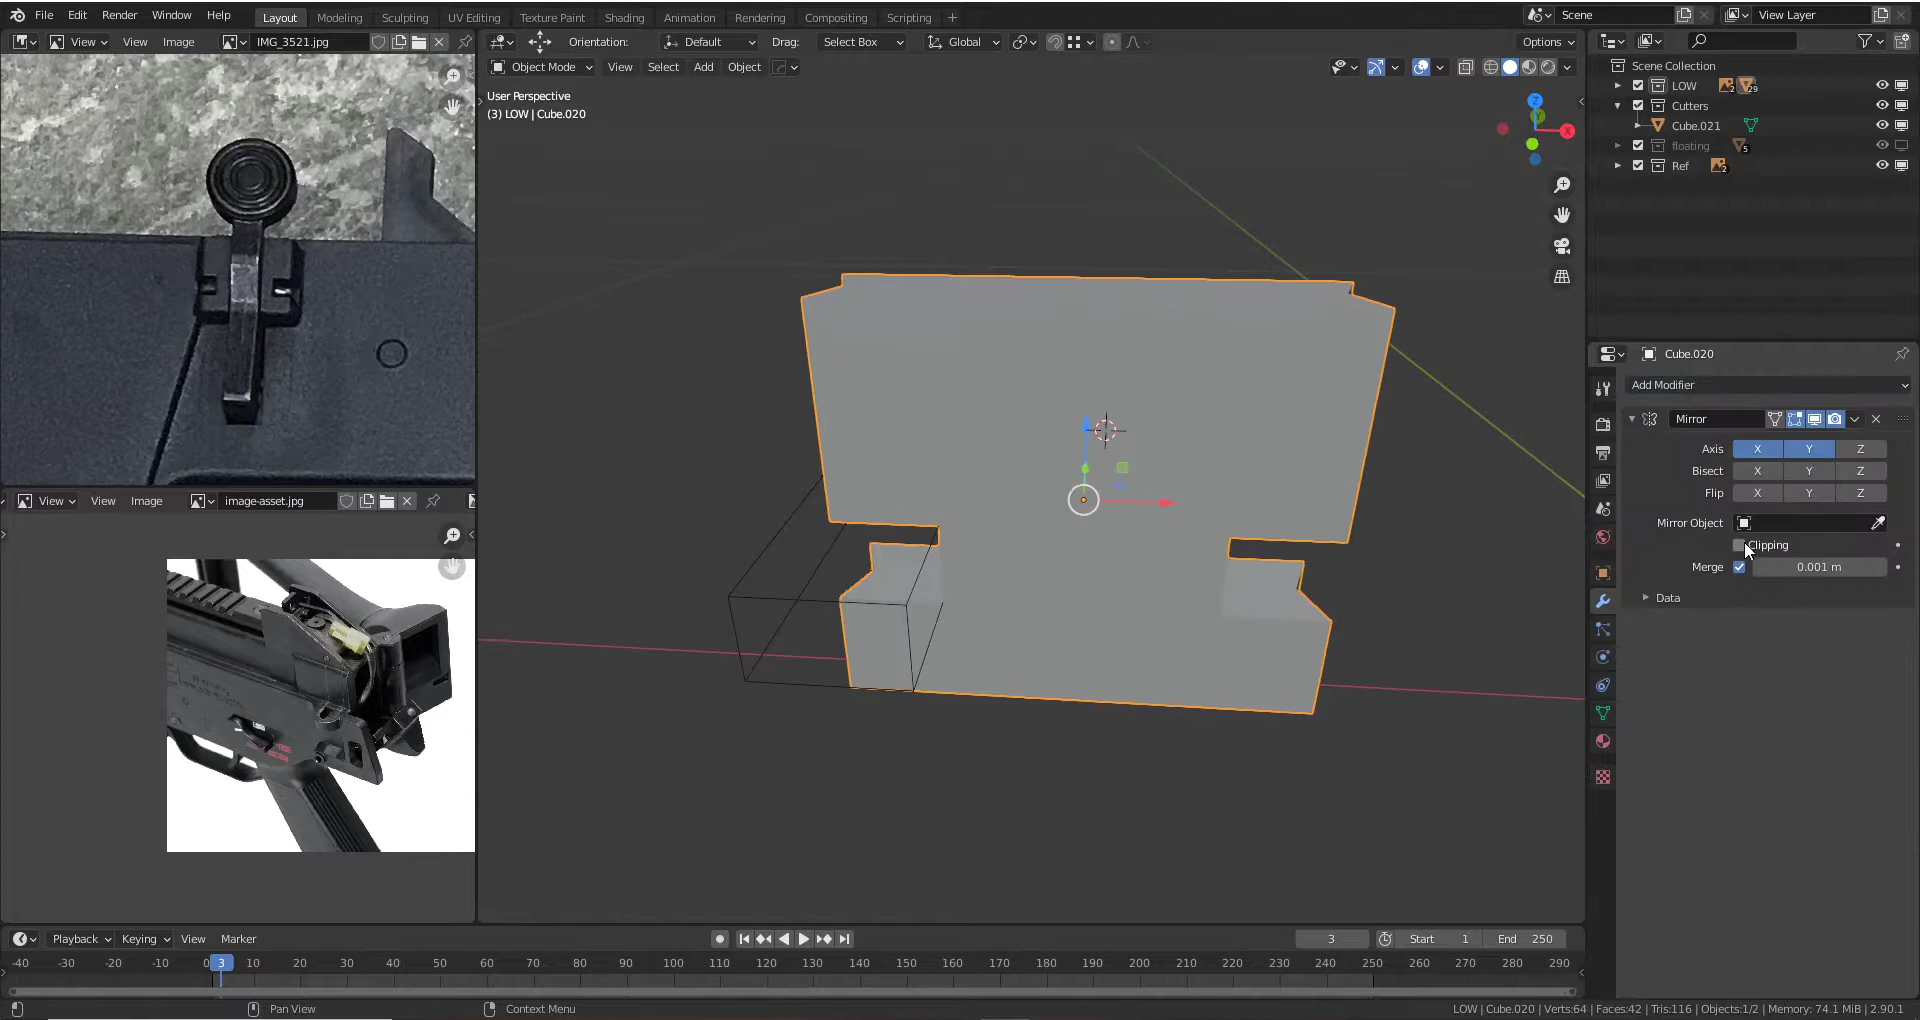 File Edit Render Window Help Layout Modeling Sculpting UV Editing Texture Paint Shading Animation Rendering Compositing Scripting + Scene View Layer
View View Image IMG_3521.jpg Orientation: Default Drag: Select Box Global Options
Object Mode View Select Add Object
User Perspective
(3) LOW | Cube.020
Z
X
Scene Collection
LOW 2 29
Cutters
Cube.021
floating 5
Ref 2
Cube.020
Add Modifier
Mirror
Axis X Y Z
Bisect X Y Z
Flip X Y Z
Mirror Object
Clipping
Merge 0.001 m
Data
View View Image image-asset.jpg
Playback Keying View Marker 3 Start 1 End 250
-40 -30 -20 -10 0 3 10 20 30 40 50 60 70 80 90 100 110 120 130 140 150 160 170 180 190 200 210 220 230 240 250 260 270 280 290
Pan View Context Menu LOW | Cube.020 | Verts:64 | Faces:42 | Tris:116 | Objects:1/2 | Memory: 74.1 MiB | 2.90.1